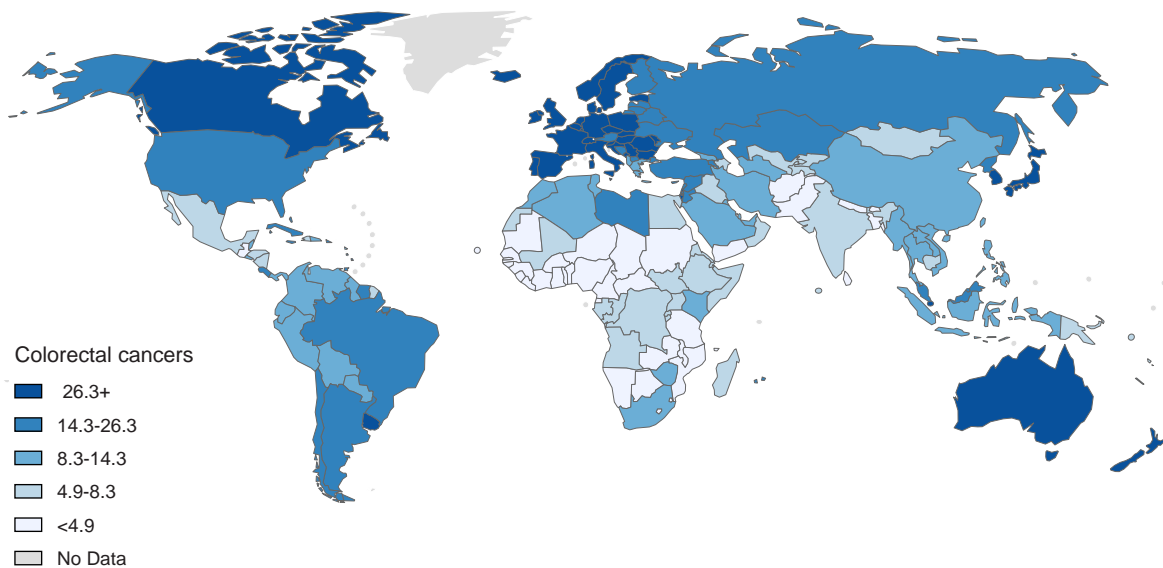 Colorectal cancers
26.3+
14.3-26.3
8.3-14.3
4.9-8.3
<4.9
No Data